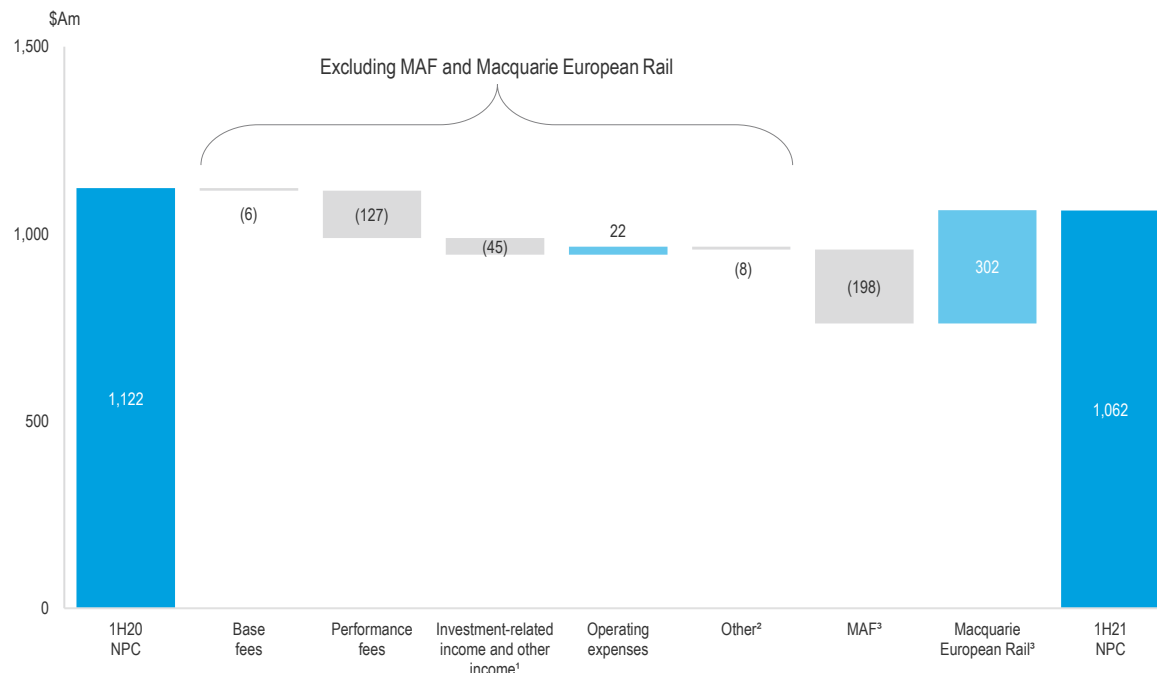 $Am
1,500
Excluding MAF and Macquarie European Rail
(6)
(127)
22
1,000
(45)
(8)
(198)
302
1,122
500
1,062
0
1H20
NPC
Base
fees
Performance
fees
Investment-related
income and other
income¹
Operating
expenses
Other²
MAF³
Macquarie
European Rail³
1H21
NPC